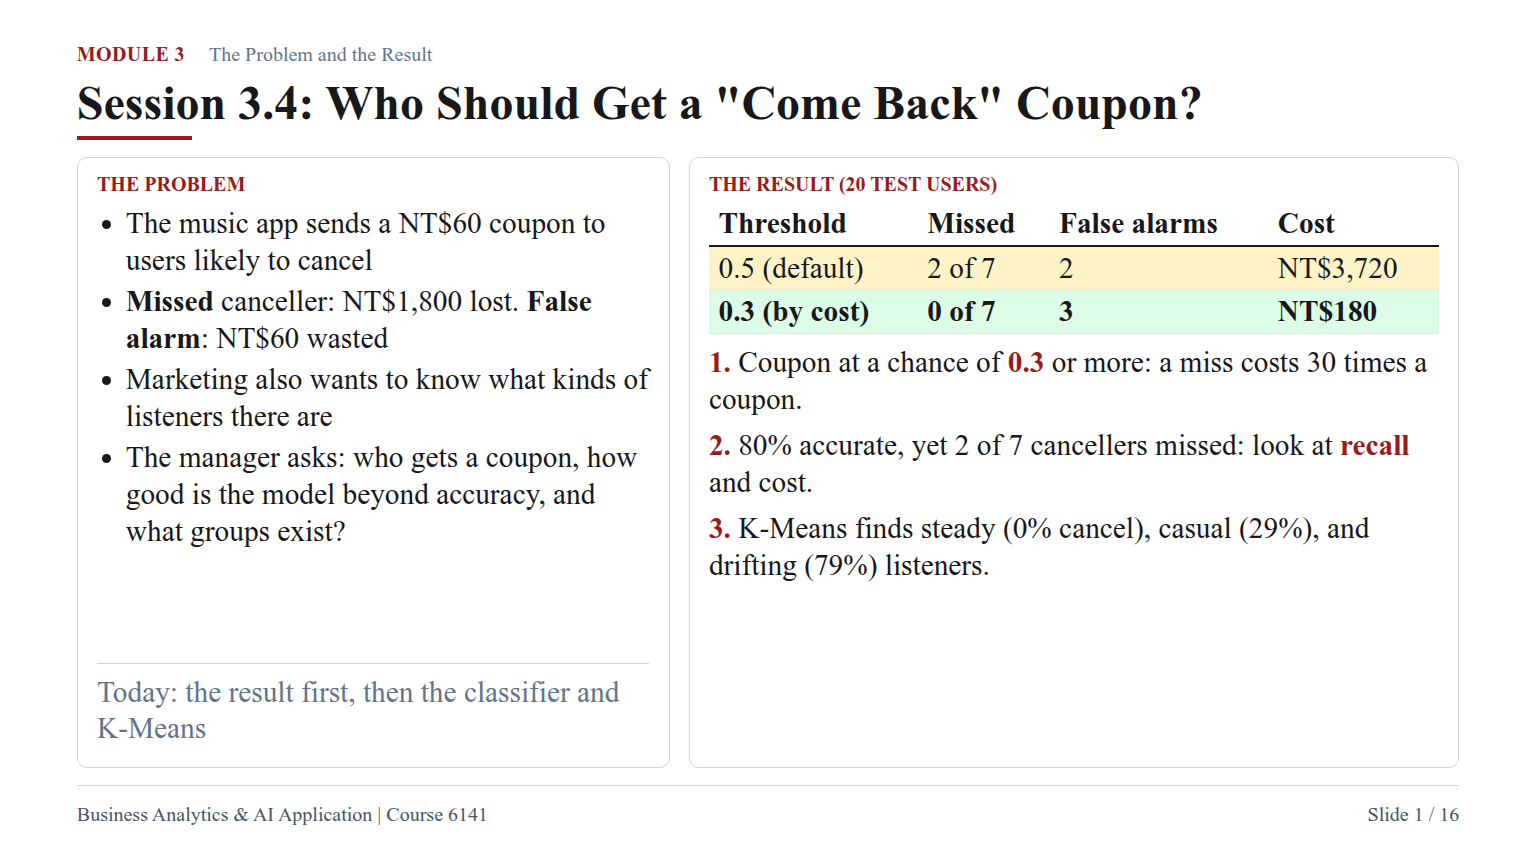 MODULE 3 The Problem and the Result
Session 3.4: Who Should Get a "Come Back" Coupon?
THE PROBLEM
• The music app sends a NT$60 coupon to
users likely to cancel
• Missed canceller: NT$1,800 lost. False
alarm: NT$60 wasted
• Marketing also wants to know what kinds of
listeners there are
• The manager asks: who gets a coupon, how
good is the model beyond accuracy, and
what groups exist?
Today: the result first, then the classifier and
K-Means
THE RESULT (20 TEST USERS)
Threshold Missed False alarms Cost
0.5 (default) 2 of 7 2 NT$3,720
0.3 (by cost) 0 of 7 3 NT$180
1. Coupon at a chance of 0.3 or more: a miss costs 30 times a
coupon.
2. 80% accurate, yet 2 of 7 cancellers missed: look at recall
and cost.
3. K-Means finds steady (0% cancel), casual (29%), and
drifting (79%) listeners.
Business Analytics & AI Application | Course 6141
Slide 1 / 16